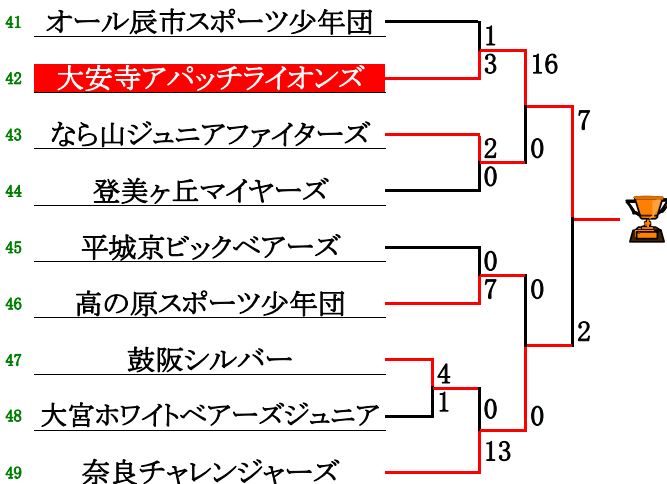 41 オール辰市スポーツ少年団
1
16
42 大安寺アパッチライオンズ
3
7
43 なら山ジュニアファイターズ
2
0
44 登美ヶ丘マイヤーズ
0
45 平城京ビックベアーズ
0
46 高の原スポーツ少年団
7
0
2
47 鼓阪シルバー
4
48 大宮ホワイトベアーズジュニア
1
0
0
49 奈良チャレンジャーズ
13